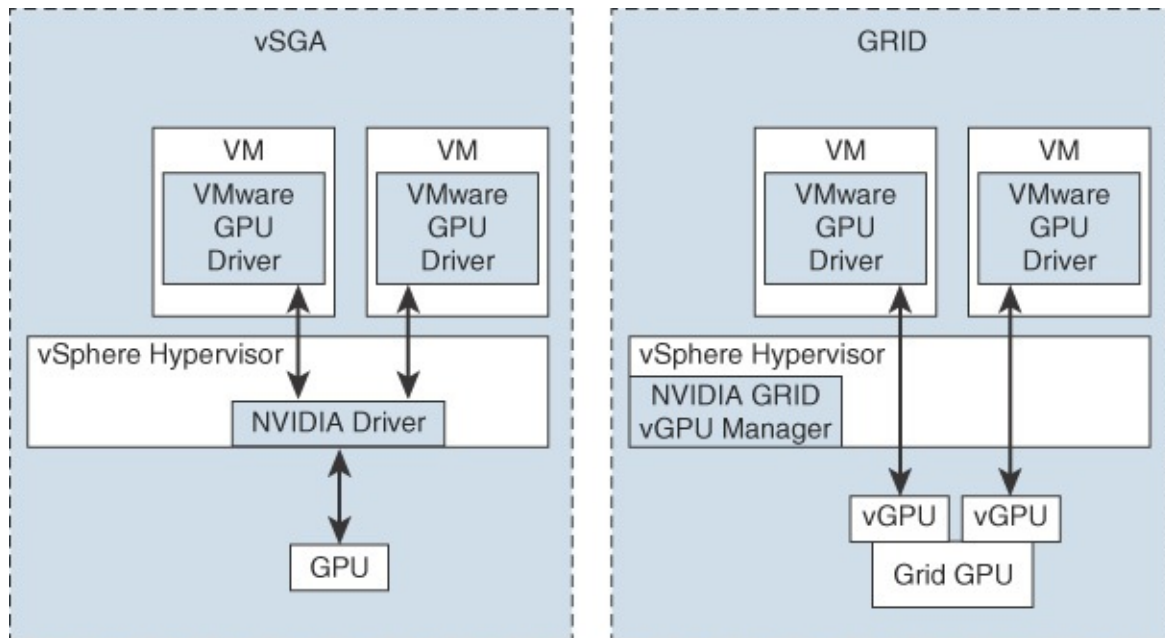 vSGA
VM
VMware
GPU
Driver
VM
VMware
GPU
Driver
vSphere Hypervisor
NVIDIA Driver
GPU
GRID
VM
VMware
GPU
Driver
VM
VMware
GPU
Driver
vSphere Hypervisor
NVIDIA GRID
vGPU Manager
vGPU
vGPU
Grid GPU